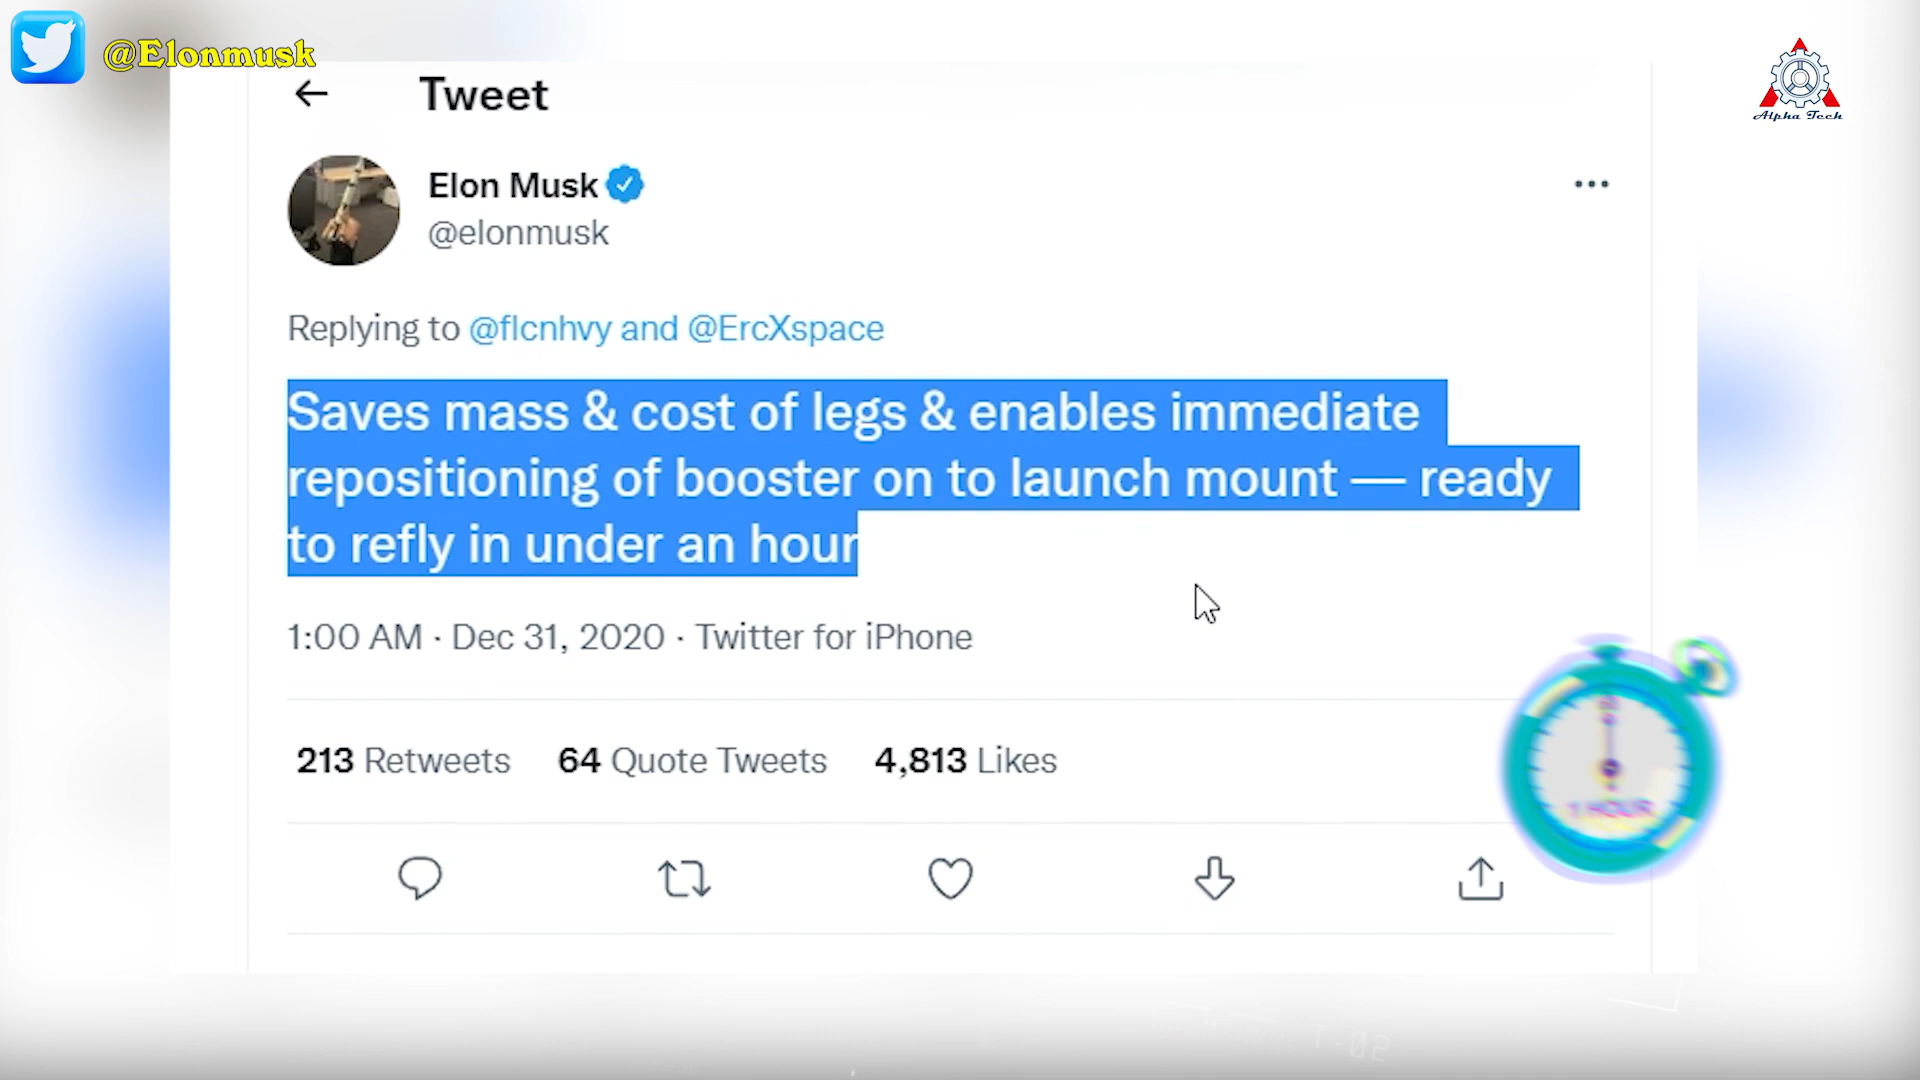 @Elonmusk
Alpha Tech
Tweet
Elon Musk
@elonmusk
Replying to @flcnhvy and @ErcXspace
Saves mass & cost of legs & enables immediate
repositioning of booster on to launch mount — ready
to refly in under an hour
1:00 AM · Dec 31, 2020 · Twitter for iPhone
213 Retweets 64 Quote Tweets 4,813 Likes
1 HOUR